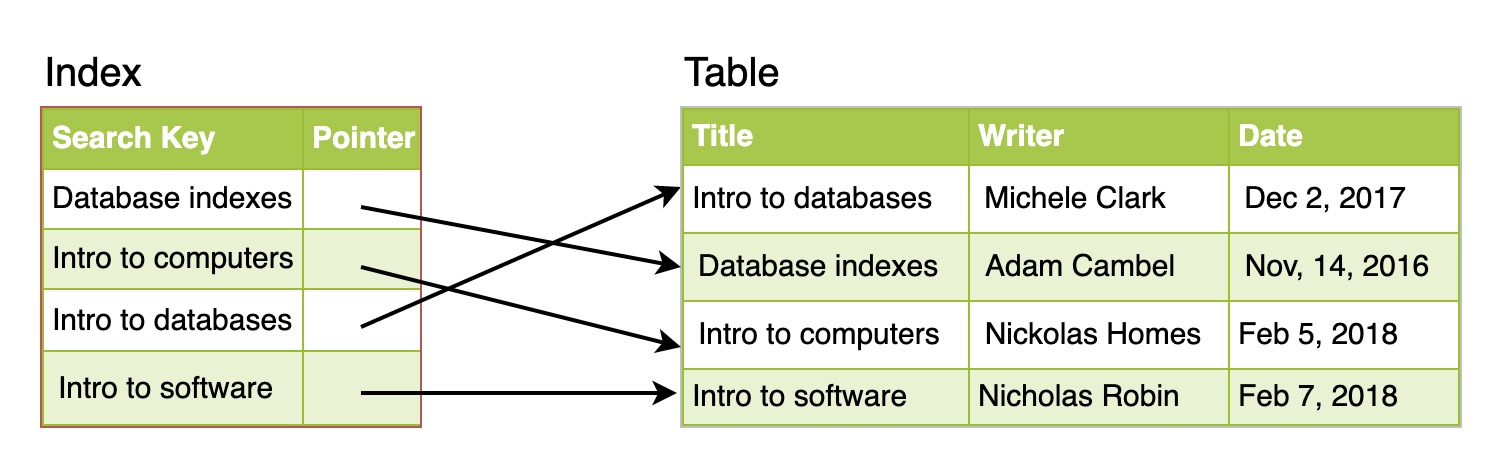 Index
Search Key Pointer
Database indexes
Intro to computers
Intro to databases
Intro to software
Table
Title Writer Date
Intro to databases Michele Clark Dec 2, 2017
Database indexes Adam Cambel Nov, 14, 2016
Intro to computers Nickolas Homes Feb 5, 2018
Intro to software Nicholas Robin Feb 7, 2018